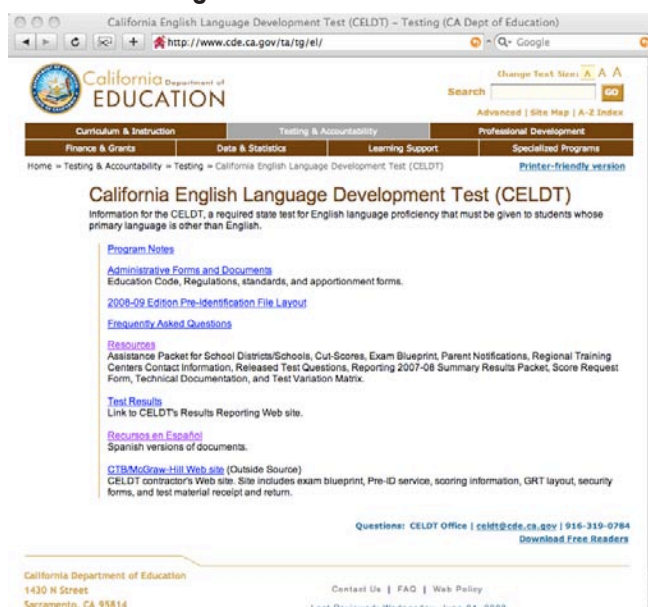 California English Language Development Test (CELDT) – Testing (CA Dept of Education)
http://www.cde.ca.gov/ta/tg/el/
Google
California Department of
EDUCATION
Change Text Size: A A A
Search GO
Advanced | Site Map | A-Z Index
Curriculum & Instruction Testing & Accountability Professional Development
Finance & Grants Data & Statistics Learning Support Specialized Programs
Home » Testing & Accountability » Testing » California English Language Development Test (CELDT) Printer-friendly version
California English Language Development Test (CELDT)
Information for the CELDT, a required state test for English language proficiency that must be given to students whose
primary language is other than English.
Program Notes
Administrative Forms and Documents
Education Code, Regulations, standards, and apportionment forms.
2008-09 Edition Pre-Identification File Layout
Frequently Asked Questions
Resources
Assistance Packet for School Districts/Schools, Cut-Scores, Exam Blueprint, Parent Notifications, Regional Training
Centers Contact Information, Released Test Questions, Reporting 2007-08 Summary Results Packet, Score Request
Form, Technical Documentation, and Test Variation Matrix.
Test Results
Link to CELDT's Results Reporting Web site.
Recursos en Español
Spanish versions of documents.
CTB/McGraw-Hill Web site (Outside Source)
CELDT contractor's Web site. Site includes exam blueprint, Pre-ID service, scoring information, GRT layout, security
forms, and test material receipt and return.
Questions: CELDT Office | celdt@cde.ca.gov | 916-319-0784
Download Free Readers
California Department of Education
1430 N Street
Sacramento, CA 95814
Contact Us | FAQ | Web Policy